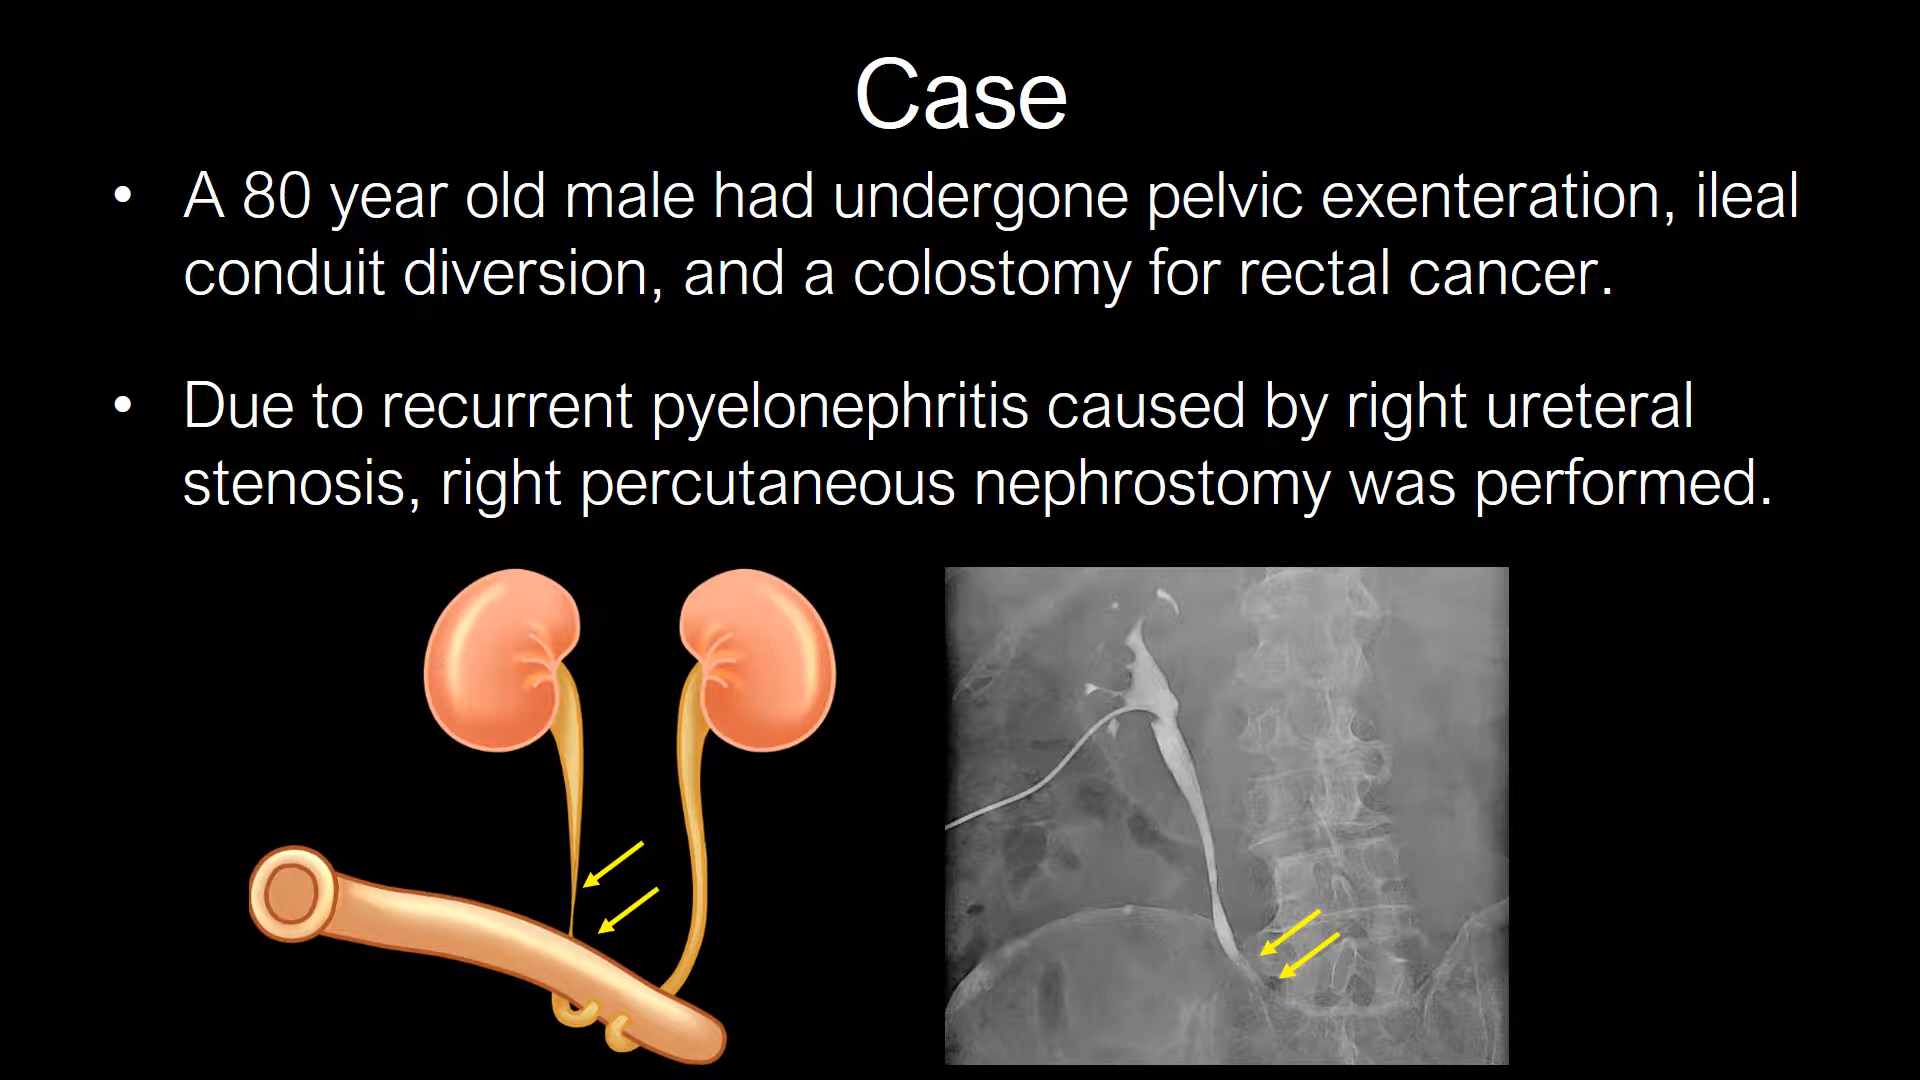 Case
• A 80 year old male had undergone pelvic exenteration, ileal
conduit diversion, and a colostomy for rectal cancer.
• Due to recurrent pyelonephritis caused by right ureteral
stenosis, right percutaneous nephrostomy was performed.